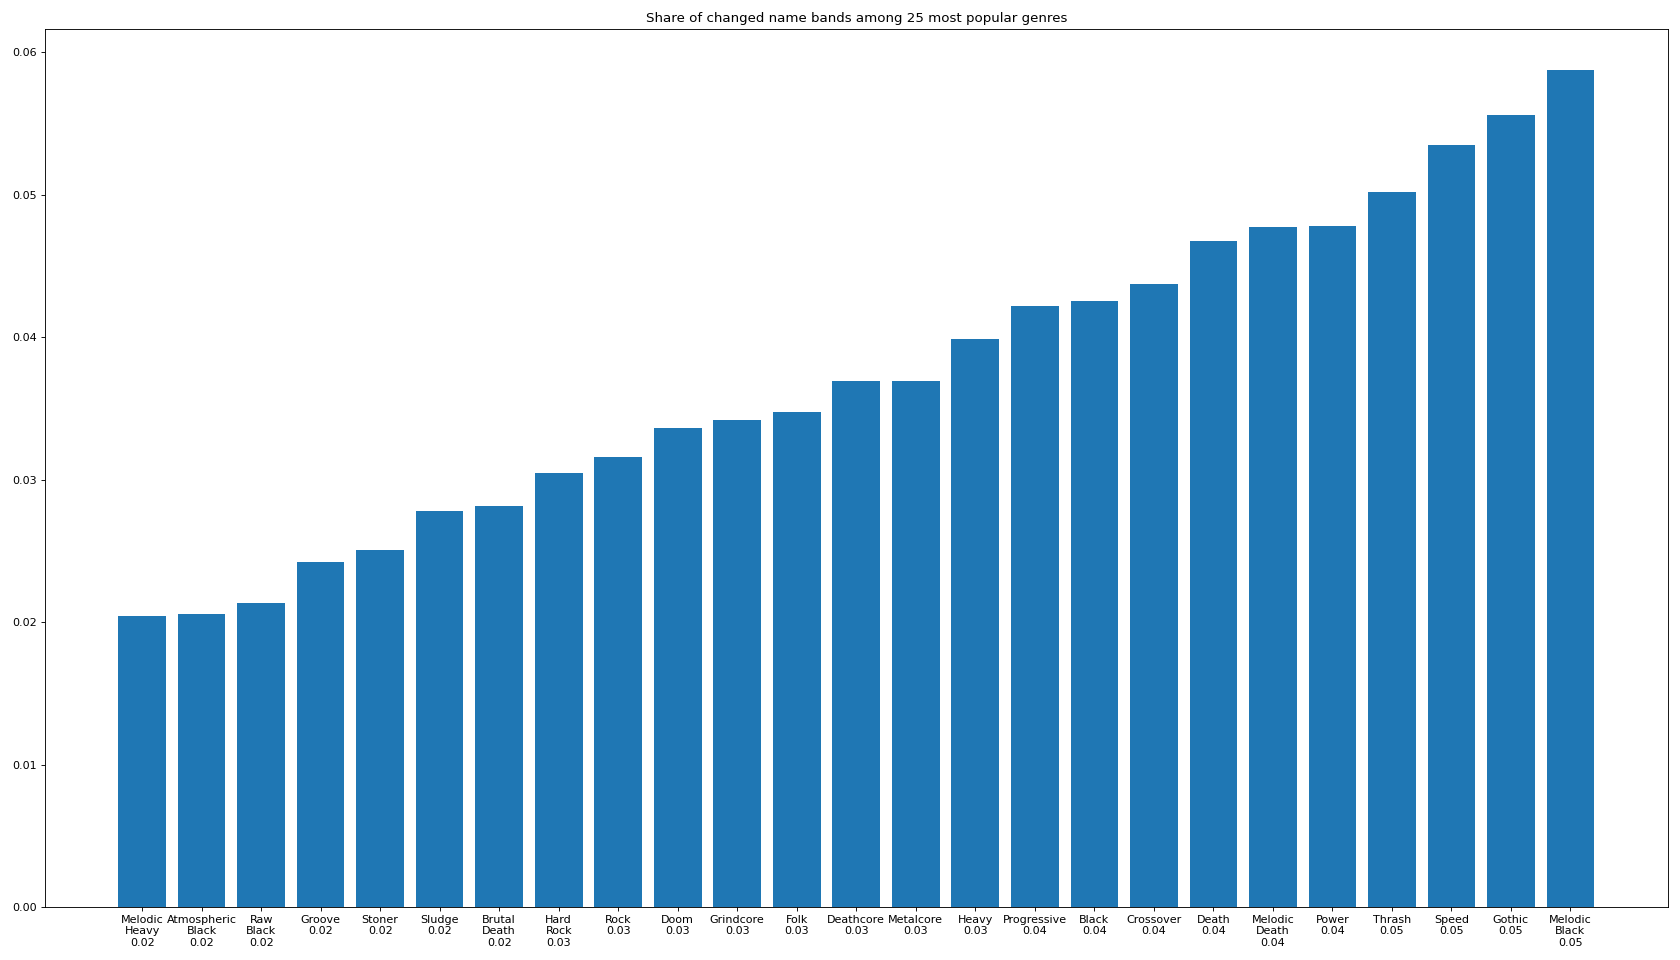 Share of changed name bands among 25 most popular genres
0.06
0.05
0.04
0.03
0.02
0.01
0.00
Melodic
Heavy
0.02
Atmospheric
Black
0.02
Raw
Black
0.02
Groove
0.02
Stoner
0.02
Sludge
0.02
Brutal
Death
0.02
Hard
Rock
0.03
Rock
0.03
Doom
0.03
Grindcore
0.03
Folk
0.03
Deathcore
0.03
Metalcore
0.03
Heavy
0.03
Progressive
0.04
Black
0.04
Crossover
0.04
Death
0.04
Melodic
Death
0.04
Power
0.04
Thrash
0.05
Speed
0.05
Gothic
0.05
Melodic
Black
0.05